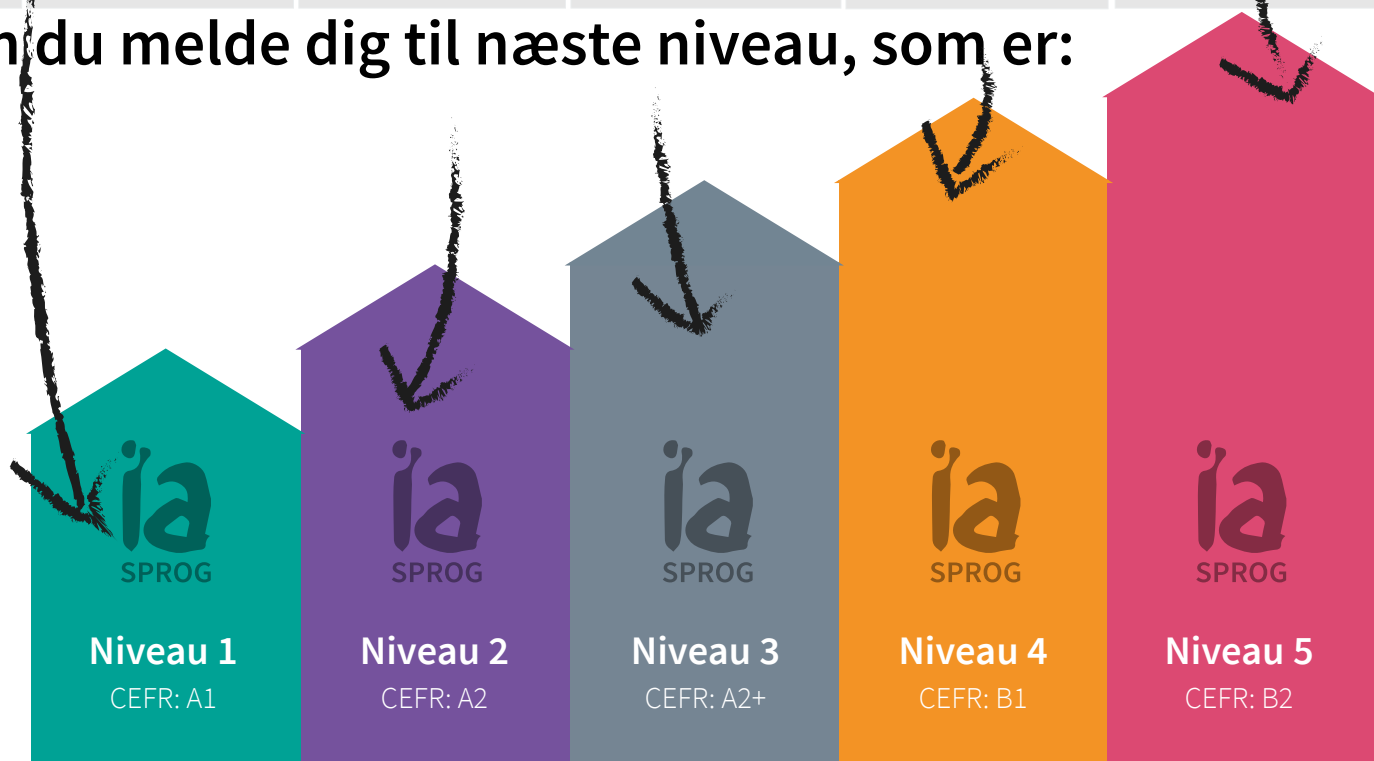 du melde dig til næste niveau, som er:
ia
SPROG
Niveau 1
CEFR: A1
ia
SPROG
Niveau 2
CEFR: A2
ia
SPROG
Niveau 3
CEFR: A2+
ia
SPROG
Niveau 4
CEFR: B1
ia
SPROG
Niveau 5
CEFR: B2